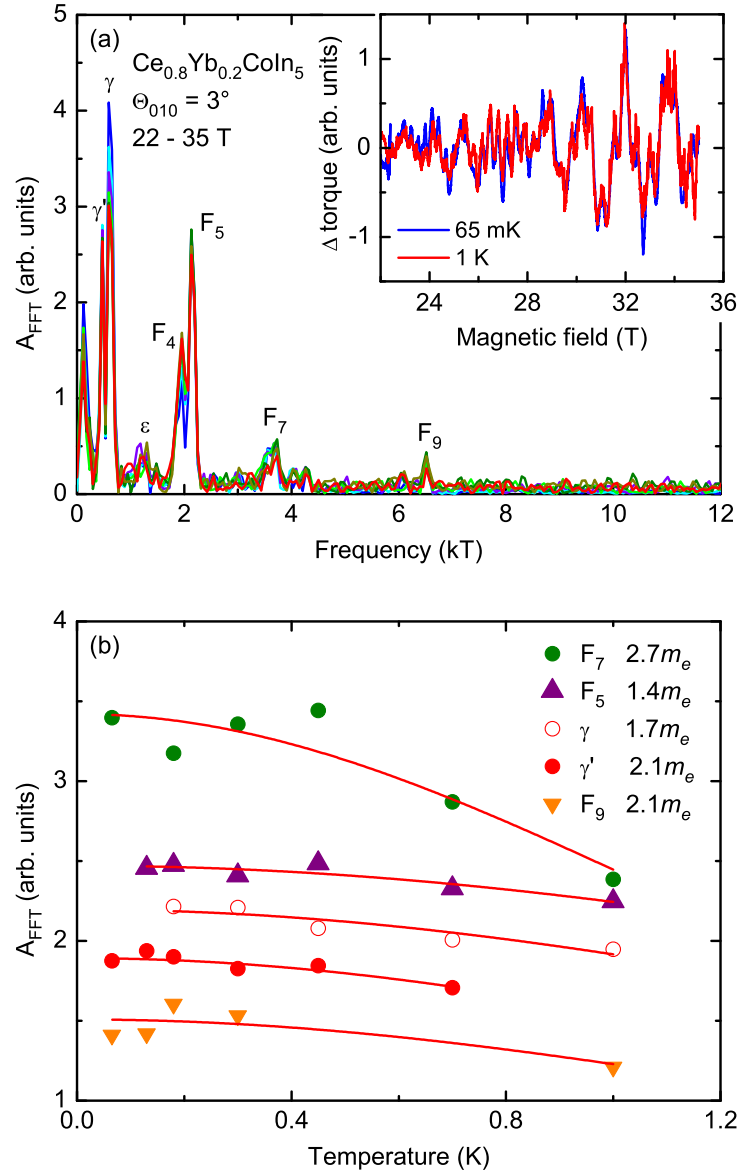 (a)
Ce0.8Yb0.2CoIn5
Θ010 = 3°
22 - 35 T
γ
γ'
ε
F4
F5
F7
F9
5
4
3
2
1
0
AFFT (arb. units)
0 2 4 6 8 10 12
Frequency (kT)
1
0
-1
Δ torque (arb. units)
65 mK
1 K
24 28 32 36
Magnetic field (T)
(b)
F7 2.7me
F5 1.4me
γ 1.7me
γ' 2.1me
F9 2.1me
4
3
2
1
AFFT (arb. units)
0.0 0.4 0.8 1.2
Temperature (K)